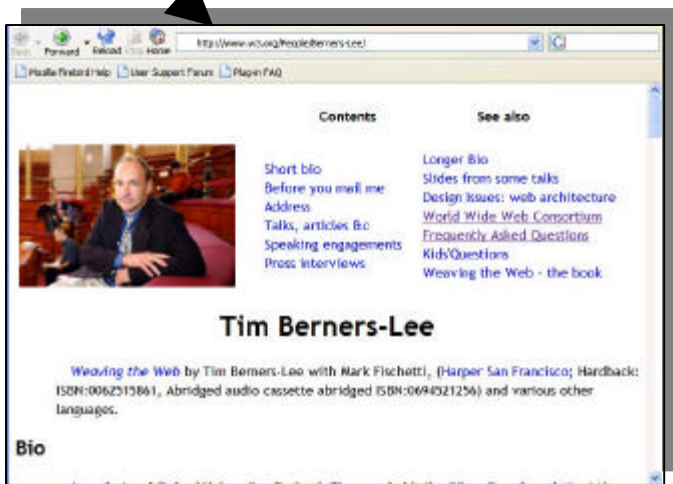 Forward Reload Home http://www.w3.org/People/Berners-Lee/
Mozilla Firebird Help User Support Forum Plug-in FAQ
Contents See also
Short bio
Before you mail me
Address
Talks, articles &c
Speaking engagements
Press interviews
Longer Bio
Slides from some talks
Design Issues: web architecture
World Wide Web Consortium
Frequently Asked Questions
Kids'Questions
Weaving the Web - the book
Tim Berners-Lee
Weaving the Web by Tim Berners-Lee with Mark Fischetti, (Harper San Francisco; Hardback:
ISBN:0062515861, Abridged audio cassette abridged ISBN:0694521256) and various other
languages.
Bio